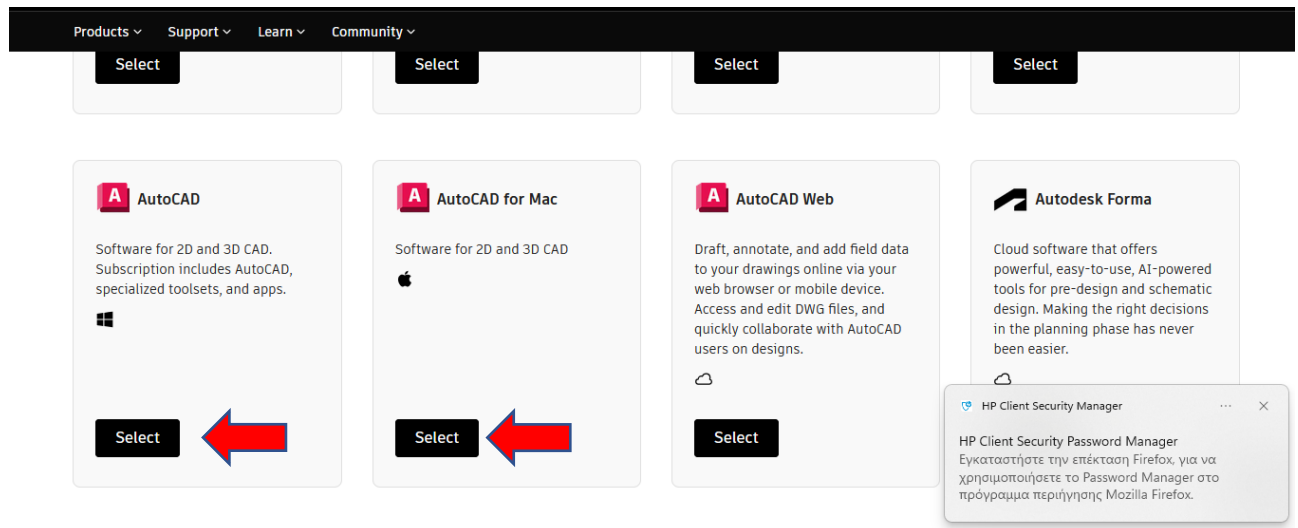 Products Support Learn Community
Select
Select
Select
Select
A AutoCAD
Software for 2D and 3D CAD.
Subscription includes AutoCAD,
specialized toolsets, and apps.
Select
A AutoCAD for Mac
Software for 2D and 3D CAD
Select
A AutoCAD Web
Draft, annotate, and add field data
to your drawings online via your
web browser or mobile device.
Access and edit DWG files, and
quickly collaborate with AutoCAD
users on designs.
Select
Autodesk Forma
Cloud software that offers
powerful, easy-to-use, AI-powered
tools for pre-design and schematic
design. Making the right decisions
in the planning phase has never
been easier.
HP Client Security Manager
HP Client Security Password Manager
Εγκαταστήστε την επέκταση Firefox, για να
χρησιμοποιήσετε το Password Manager στο
πρόγραμμα περιήγησης Mozilla Firefox.